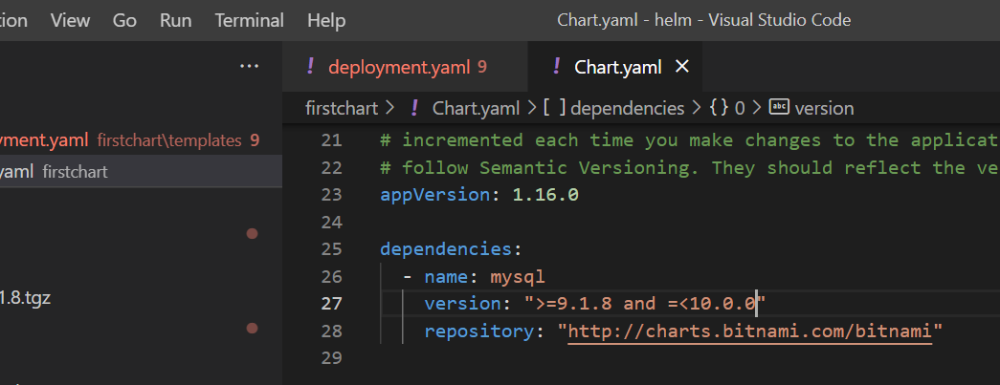 tion View Go Run Terminal Help Chart.yaml - helm - Visual Studio Code
... ! deployment.yaml 9 ! Chart.yaml ×
firstchart > ! Chart.yaml > [ ] dependencies > {} 0 > abc version
yment.yaml firstchart\templates 9
yaml firstchart
1.8.tgz
21 # incremented each time you make changes to the applicat
22 # follow Semantic Versioning. They should reflect the ve
23 appVersion: 1.16.0
24
25 dependencies:
26 - name: mysql
27 version: ">=9.1.8 and =<10.0.0"
28 repository: "http://charts.bitnami.com/bitnami"
29